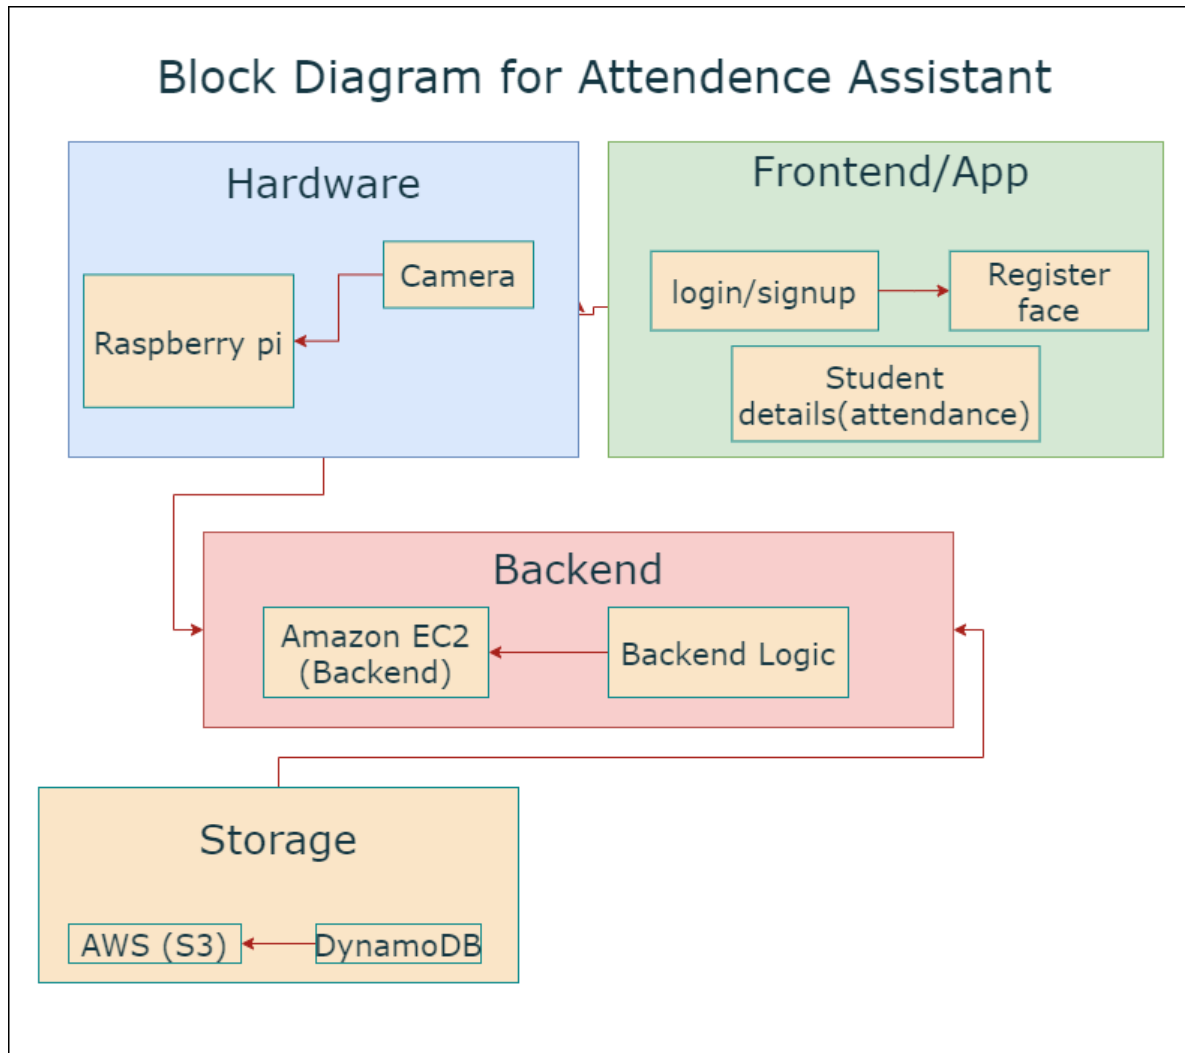 Block Diagram for Attendence Assistant
Hardware
Camera
Raspberry pi
Frontend/App
login/signup
Register
face
Student
details(attendance)
Backend
Amazon EC2
(Backend)
Backend Logic
Storage
AWS (S3)
DynamoDB